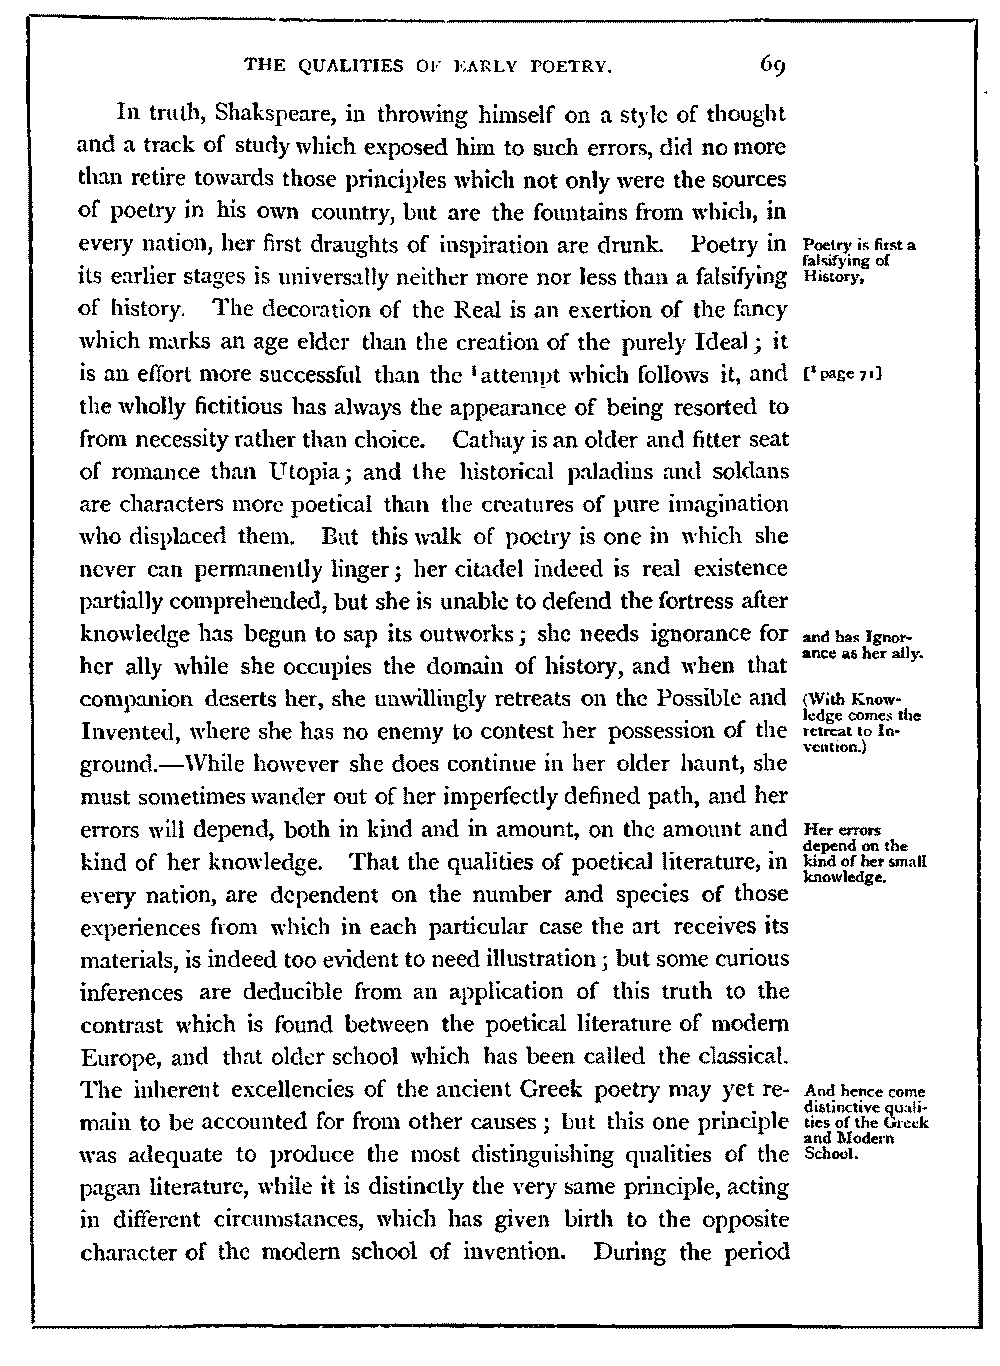 THE QUALITIES OF EARLY POETRY. 69
In truth, Shakspeare, in throwing himself on a style of thought
and a track of study which exposed him to such errors, did no more
than retire towards those principles which not only were the sources
of poetry in his own country, but are the fountains from which, in
every nation, her first draughts of inspiration are drunk. Poetry in
its earlier stages is universally neither more nor less than a falsifying
of history. The decoration of the Real is an exertion of the fancy
which marks an age elder than the creation of the purely Ideal; it
is an effort more successful than the ¹attempt which follows it, and
the wholly fictitious has always the appearance of being resorted to
from necessity rather than choice. Cathay is an older and fitter seat
of romance than Utopia; and the historical paladins and soldans
are characters more poetical than the creatures of pure imagination
who displaced them. But this walk of poetry is one in which she
never can permanently linger; her citadel indeed is real existence
partially comprehended, but she is unable to defend the fortress after
knowledge has begun to sap its outworks; she needs ignorance for
her ally while she occupies the domain of history, and when that
companion deserts her, she unwillingly retreats on the Possible and
Invented, where she has no enemy to contest her possession of the
ground.—While however she does continue in her older haunt, she
must sometimes wander out of her imperfectly defined path, and her
errors will depend, both in kind and in amount, on the amount and
kind of her knowledge. That the qualities of poetical literature, in
every nation, are dependent on the number and species of those
experiences from which in each particular case the art receives its
materials, is indeed too evident to need illustration; but some curious
inferences are deducible from an application of this truth to the
contrast which is found between the poetical literature of modern
Europe, and that older school which has been called the classical.
The inherent excellencies of the ancient Greek poetry may yet re-
main to be accounted for from other causes; but this one principle
was adequate to produce the most distinguishing qualities of the
pagan literature, while it is distinctly the very same principle, acting
in different circumstances, which has given birth to the opposite
character of the modern school of invention. During the period
Poetry is first a
falsifying of
History,
[¹ page 71]
and has Ignor-
ance as her ally.
(With Know-
ledge comes the
retreat to In-
vention.)
Her errors
depend on the
kind of her small
knowledge.
And hence come
distinctive quali-
ties of the Greek
and Modern
School.